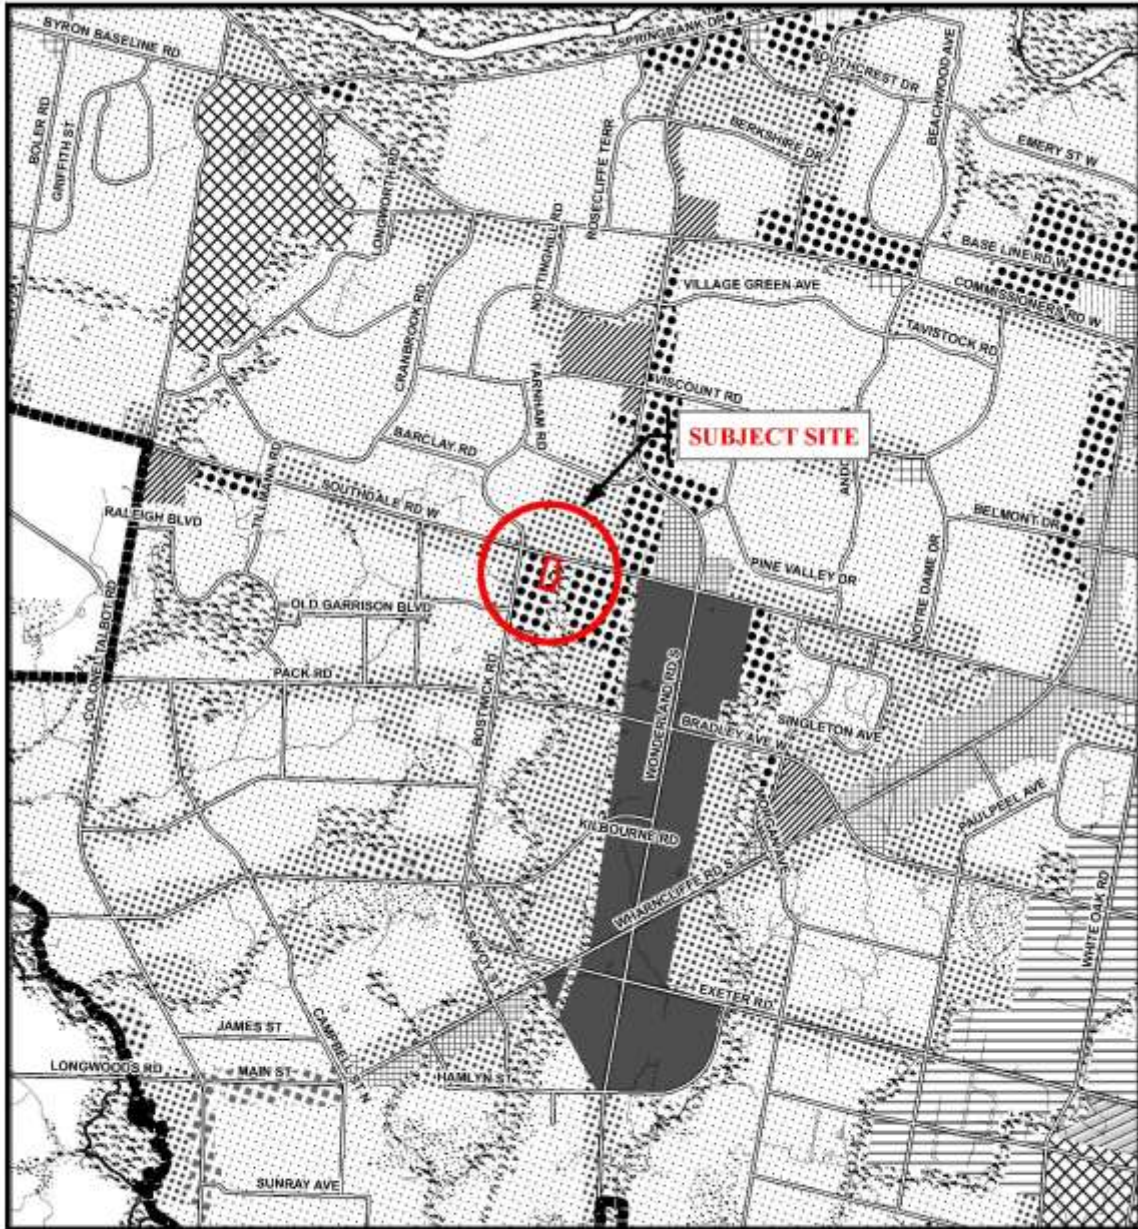 BYRON BASELINE RD
SPRINGBANK DR
SOUTHCREST DR
BEACHWOOD AVE
BOLER RD
GRIFFITH ST
BERKSHIRE DR
EMERY ST W
LONGWORTH RD
ROSECLIFFE TERR
NOTTINGHILL RD
BASE LINE RD W
COMMISSIONERS RD W
VILLAGE GREEN AVE
CRANBROOK RD
TAVISTOCK RD
FARNHAM RD
VISCOUNT RD
BARCLAY RD
SUBJECT SITE
SOUTHDALE RD W
TILLMANN RD
RALEIGH BLVD
BELMONT DR
PINE VALLEY DR
NOTRE DAME DR
OLD GARRISON BLVD
COLONEL TALBOT RD
PACK RD
BOSTWICK RD
WONDERLAND RD S
BRADLEY AVE W
SINGLETON AVE
PAULPEEL AVE
KILBOURNE RD
MORGAN AVE
WHARNCLIFFE RD S
WHITE OAK RD
SAVOY ST
EXETER RD
JAMES ST
CAMPBELL ST N
LONGWOODS RD
MAIN ST
HAMLYN ST
SUNRAY AVE